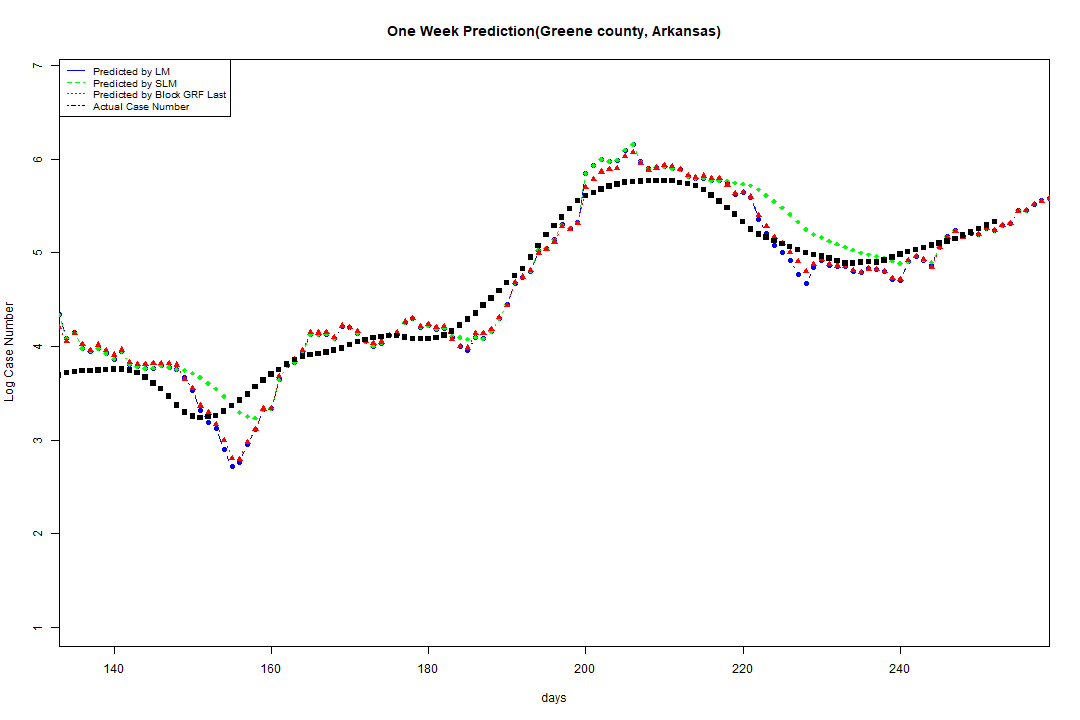 One Week Prediction(Greene county, Arkansas)
Predicted by LM
Predicted by SLM
Predicted by Block GRF Last
Actual Case Number
7
6
5
4
3
2
1
Log Case Number
140 160 180 200 220 240
days